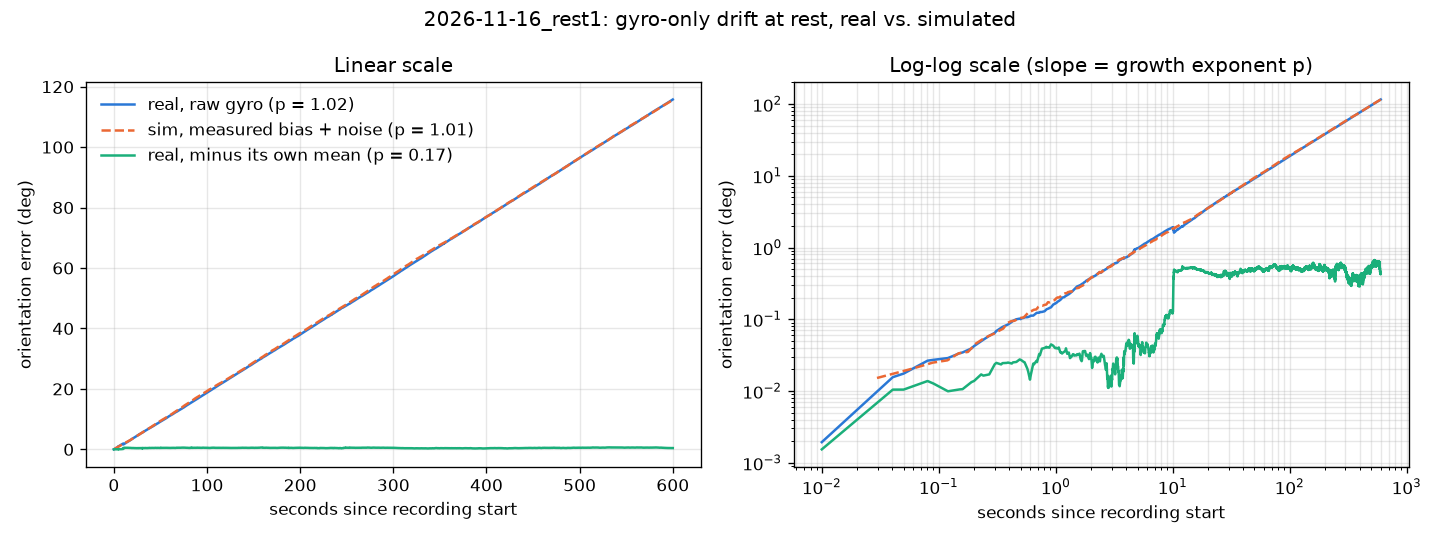 2026-11-16_rest1: gyro-only drift at rest, real vs. simulated
Linear scale
orientation error (deg)
120
100
80
60
40
20
0
real, raw gyro (p = 1.02)
sim, measured bias + noise (p = 1.01)
real, minus its own mean (p = 0.17)
0 100 200 300 400 500 600
seconds since recording start
Log-log scale (slope = growth exponent p)
orientation error (deg)
10²
10¹
10⁰
10⁻¹
10⁻²
10⁻³
10⁻² 10⁻¹ 10⁰ 10¹ 10² 10³
seconds since recording start